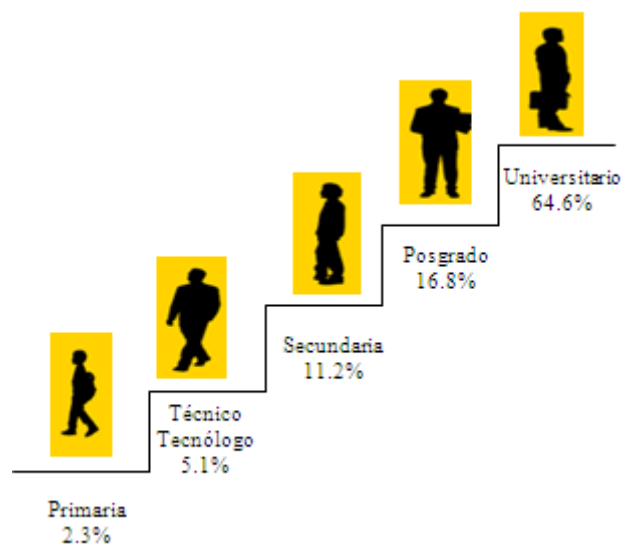 Universitario
64.6%
Posgrado
16.8%
Secundaria
11.2%
Técnico
Tecnólogo
5.1%
Primaria
2.3%